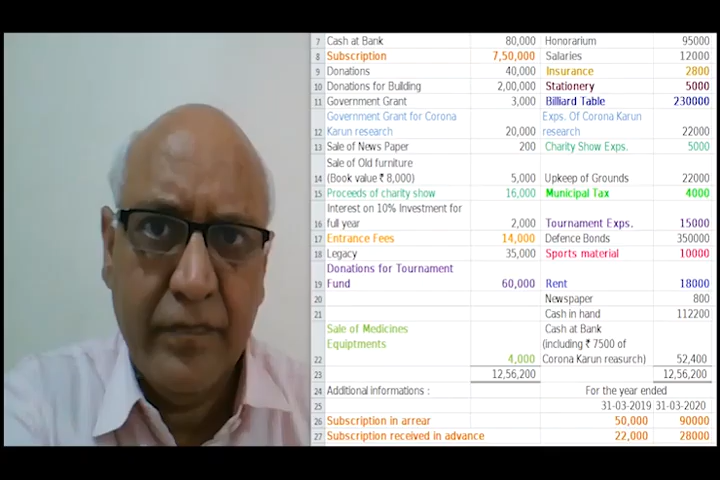 7 Cash at Bank 80,000 Honorarium 95000
8 Subscription 7,50,000 Salaries 12000
9 Donations 40,000 Insurance 2800
10 Donations for Building 2,00,000 Stationery 5000
11 Government Grant 3,000 Billiard Table 230000
Government Grant for Corona Exps. Of Corona Karun
12 Karun research 20,000 research 22000
13 Sale of News Paper 200 Charity Show Exps. 5000
Sale of Old furniture
14 (Book value ₹ 8,000) 5,000 Upkeep of Grounds 22000
15 Proceeds of charity show 16,000 Municipal Tax 4000
Interest on 10% Investment for
16 full year 2,000 Tournament Exps. 15000
17 Entrance Fees 14,000 Defence Bonds 350000
18 Legacy 35,000 Sports material 10000
Donations for Tournament
19 Fund 60,000 Rent 18000
20 Newspaper 800
21 Cash in hand 112200
Sale of Medicines Cash at Bank
Equiptments (including ₹ 7500 of
22 4,000 Corona Karun reasurch) 52,400
23 12,56,200 12,56,200
24 Additional informations : For the year ended
25 31-03-2019 31-03-2020
26 Subscription in arrear 50,000 90000
27 Subscription received in advance 22,000 28000